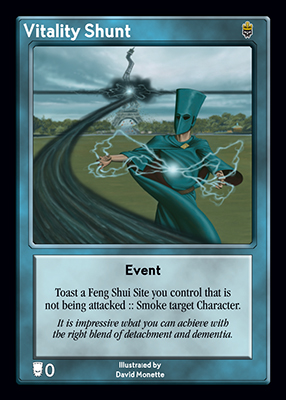 Vitality Shunt
Event
Toast a Feng Shui Site you control that is
not being attacked :: Smoke target Character.
It is impressive what you can achieve with
the right blend of detachment and dementia.
0
Illustrated by
David Monette